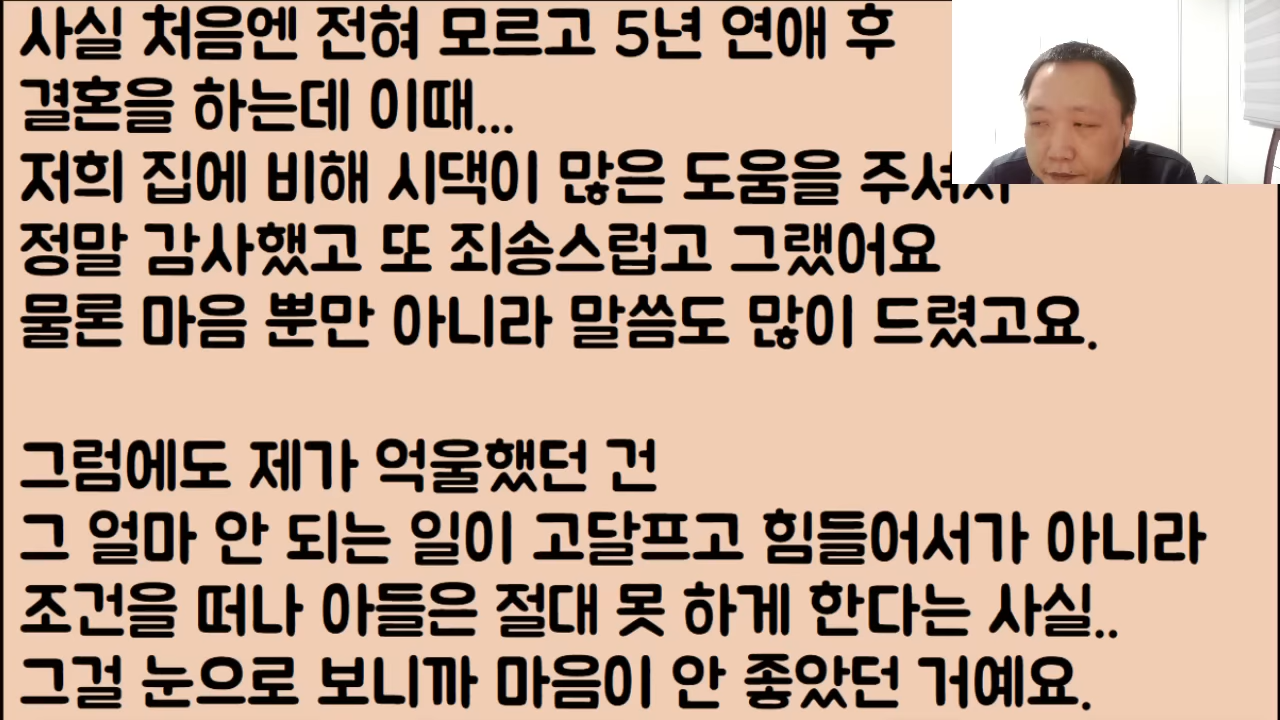 사실 처음엔 전혀 모르고 5년 연애 후
결혼을 하는데 이때...
저희 집에 비해 시댁이 많은 도움을 
정말 감사했고 또 죄송스럽고 그랬어요
물론 마음 뿐만 아니라 말씀도 많이 드렸고요.
그럼에도 제가 억울했던 건
그 얼마 안 되는 일이 고달프고 힘들어서가 아니라
조건을 떠나 아들은 절대 못 하게 한다는 사실..
그걸 눈으로 보니까 마음이 안 좋았던 거예요.